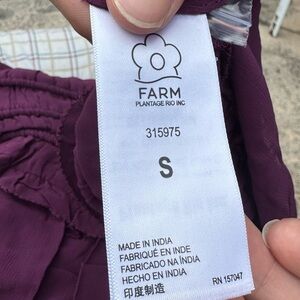 FARM
PLANTAGE RIO INC
315975
S
MADE IN INDIA
FABRIQUÉ EN INDE
FABRICADO NA ÍNDIA
HECHO EN INDIA
印度制造
RN 157047